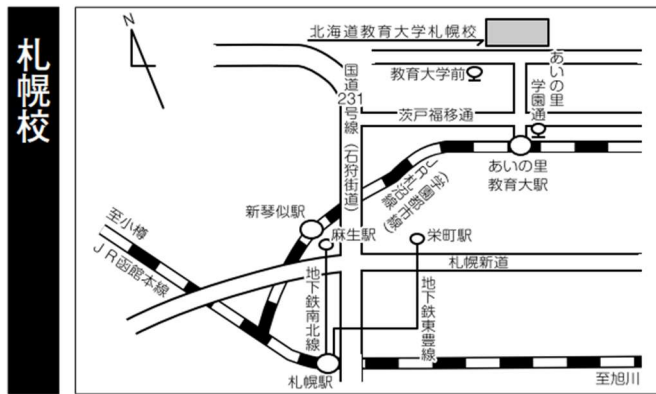 札幌校
N
北海道教育大学札幌校
教育大学前
あいの里
学園通
国道231号線(石狩街道)
茨戸福移通
あいの里
教育大駅
JR札沼線
(学園都市線)
新琴似駅
麻生駅
栄町駅
至小樽
JR函館本線
札幌新道
地下鉄南北線
地下鉄東豊線
札幌駅
至旭川